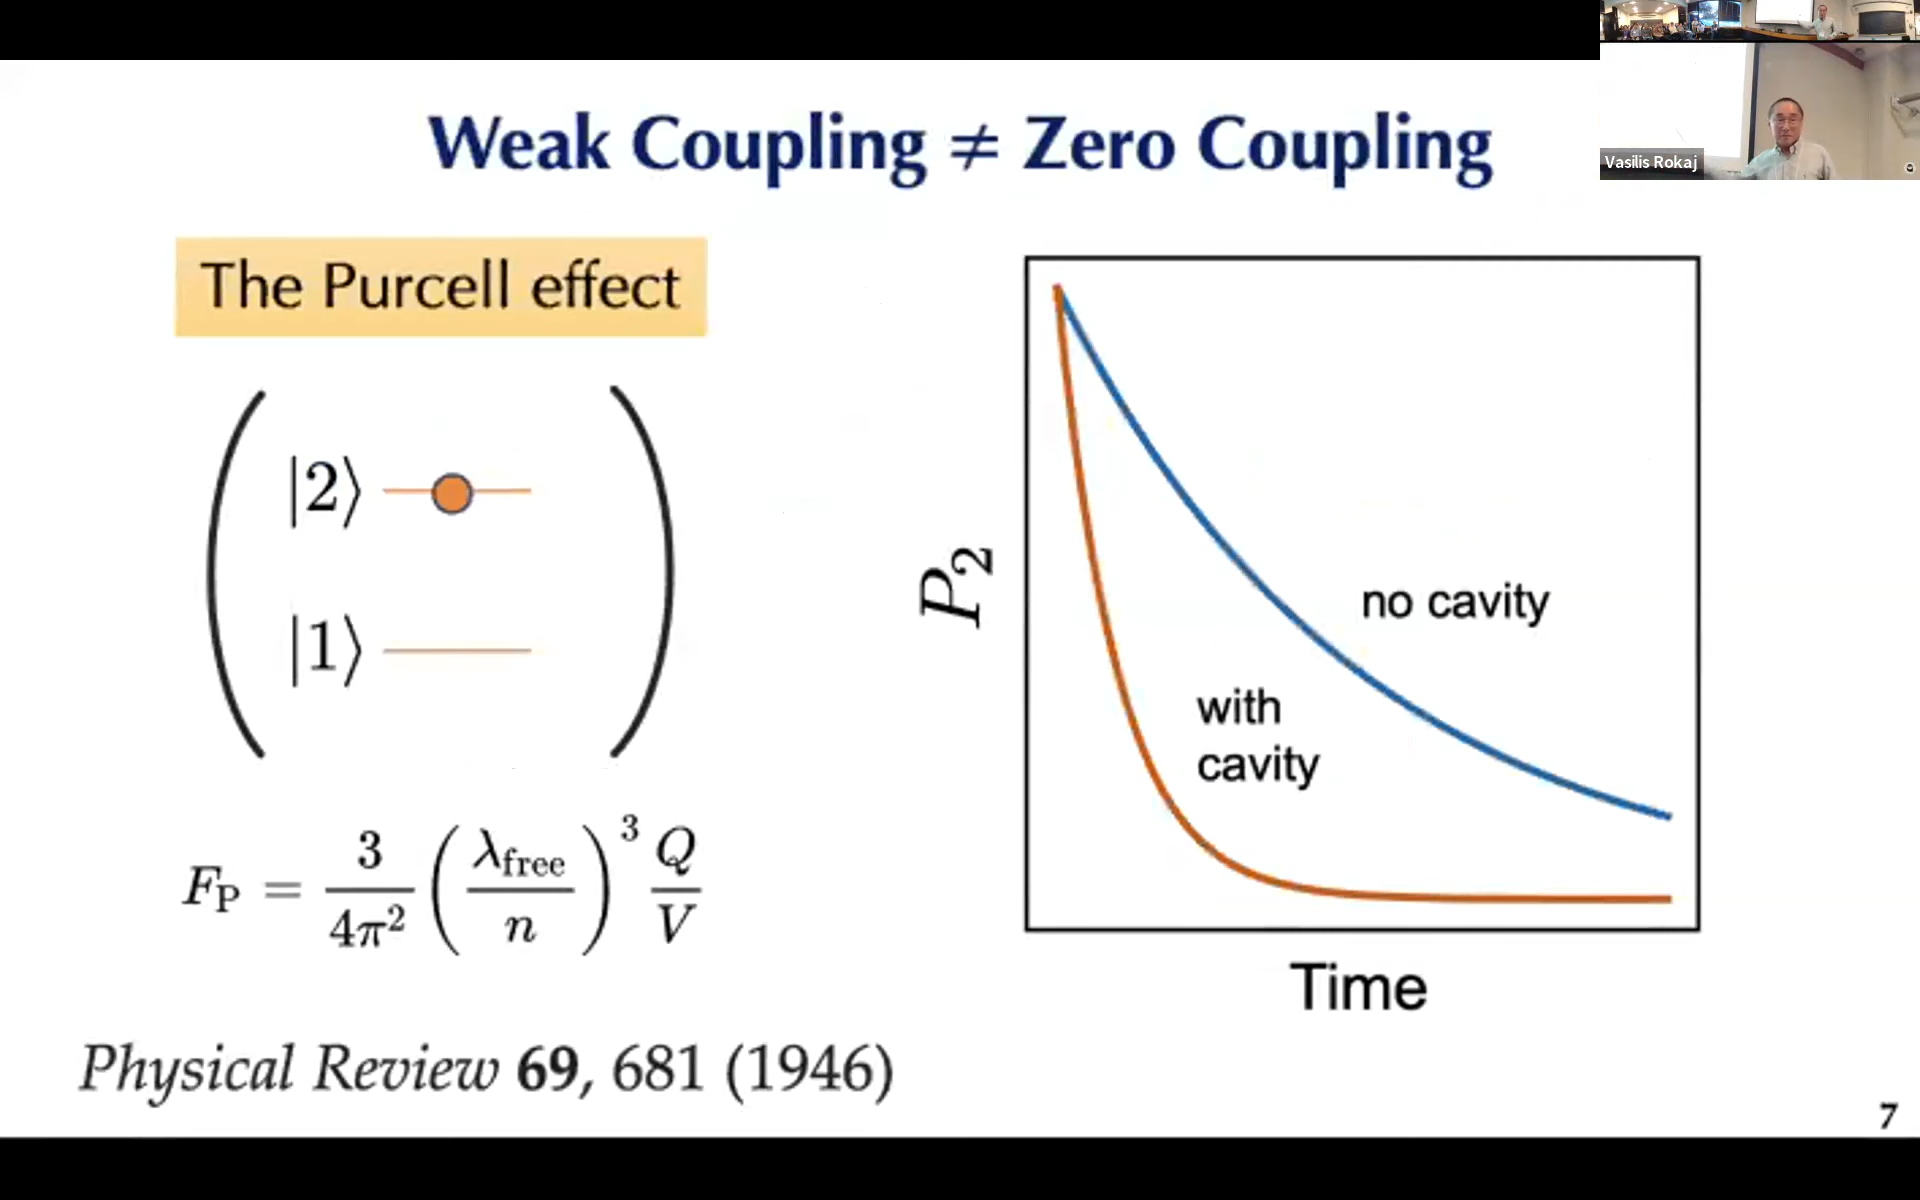 Weak Coupling ≠ Zero Coupling
Vasilis Rokaj
The Purcell effect
|2⟩
|1⟩
F_P = 3/4π² (λ_free/n)³ Q/V
Physical Review 69, 681 (1946)
P₂
no cavity
with
cavity
Time
7